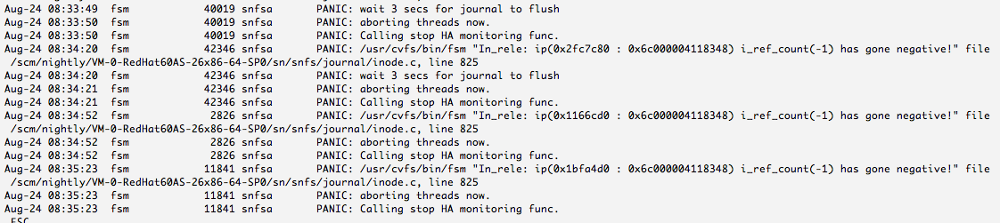 Aug-24 08:33:49  fsm           40019 snfsa       PANIC: wait 3 secs for journal to flush
Aug-24 08:33:50  fsm           40019 snfsa       PANIC: aborting threads now.
Aug-24 08:33:50  fsm           40019 snfsa       PANIC: Calling stop HA monitoring func.
Aug-24 08:34:20  fsm           42346 snfsa       PANIC: /usr/cvfs/bin/fsm "In_rele: ip(0x2fc7c80 : 0x6c000004118348) i_ref_count(-1) has gone negative!" file
 /scm/nightly/VM-0-RedHat60AS-26x86-64-SP0/sn/snfs/journal/inode.c, line 825
Aug-24 08:34:20  fsm           42346 snfsa       PANIC: wait 3 secs for journal to flush
Aug-24 08:34:21  fsm           42346 snfsa       PANIC: aborting threads now.
Aug-24 08:34:21  fsm           42346 snfsa       PANIC: Calling stop HA monitoring func.
Aug-24 08:34:52  fsm            2826 snfsa       PANIC: /usr/cvfs/bin/fsm "In_rele: ip(0x1166cd0 : 0x6c000004118348) i_ref_count(-1) has gone negative!" file
 /scm/nightly/VM-0-RedHat60AS-26x86-64-SP0/sn/snfs/journal/inode.c, line 825
Aug-24 08:34:52  fsm            2826 snfsa       PANIC: aborting threads now.
Aug-24 08:34:52  fsm            2826 snfsa       PANIC: Calling stop HA monitoring func.
Aug-24 08:35:23  fsm           11841 snfsa       PANIC: /usr/cvfs/bin/fsm "In_rele: ip(0x1bfa4d0 : 0x6c000004118348) i_ref_count(-1) has gone negative!" file
 /scm/nightly/VM-0-RedHat60AS-26x86-64-SP0/sn/snfs/journal/inode.c, line 825
Aug-24 08:35:23  fsm           11841 snfsa       PANIC: aborting threads now.
Aug-24 08:35:23  fsm           11841 snfsa       PANIC: Calling stop HA monitoring func.
ESC